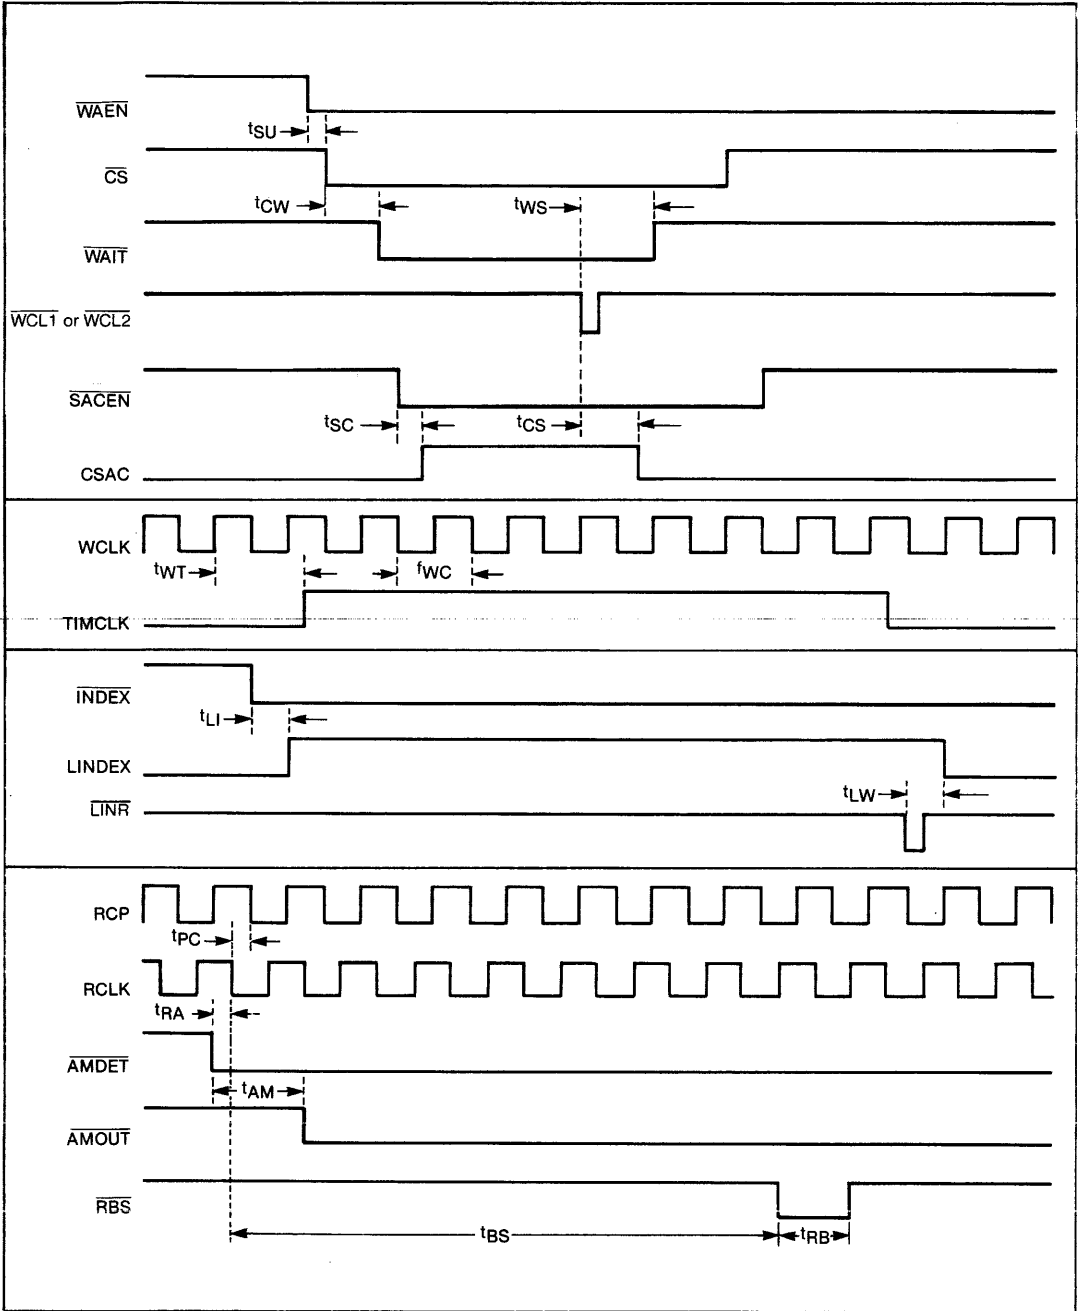 WAEN
tSU
CS
tCW
tWS
WAIT
WCL1 or WCL2
SACEN
tSC
tCS
CSAC
WCLK
tWT
fWC
TIMCLK
INDEX
tLI
LINDEX
tLW
LINR
RCP
tPC
RCLK
tRA
AMDET
tAM
AMOUT
RBS
tBS
tRB